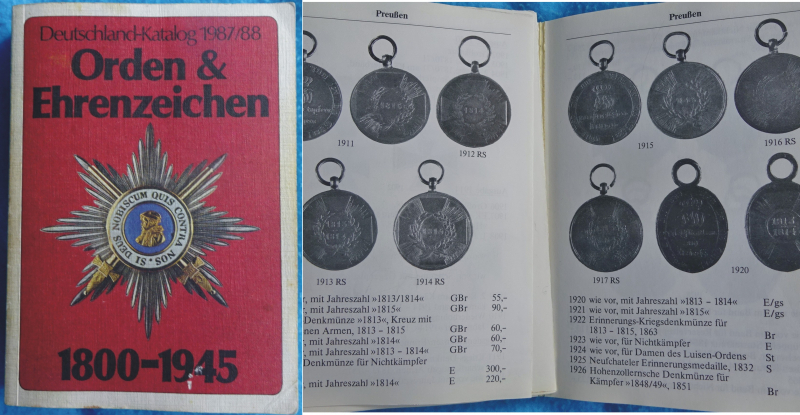 Deutschland-Katalog 1987/88
Orden &
Ehrenzeichen
SI DEUS NOBISCUM QUIS CONTRA NOS
1800-1945
Preußen
1911
1912 RS
1913 RS
1914 RS
, mit Jahreszahl »1813/1814« GBr 55,-
, mit Jahreszahl »1815« GBr 90,-
Denkmünze »1813«, Kreuz mit
nen Armen, 1813 - 1815 GBr 60,-
, mit Jahreszahl »1814« GBr 60,-
, mit Jahreszahl »1813 - 1814« GBr 70,-
Denkmünze für Nichtkämpfer
E 300,-
, mit Jahreszahl »1814« E 220,-
Preußen
1915
1916 RS
1917 RS
1920
1920 wie vor, mit Jahreszahl »1813 - 1814« E/gs
1921 wie vor, mit Jahreszahl »1815« E/gs
1922 Erinnerungs-Kriegsdenkmünze für
1813 - 1815, 1863 Br
1923 wie vor, für Nichtkämpfer E
1924 wie vor, für Damen des Luisen-Ordens St
1925 Neufchateler Erinnerungsmedaille, 1832 S
1926 Hohenzollernsche Denkmünze für
Kämpfer »1848/49«, 1851 Br